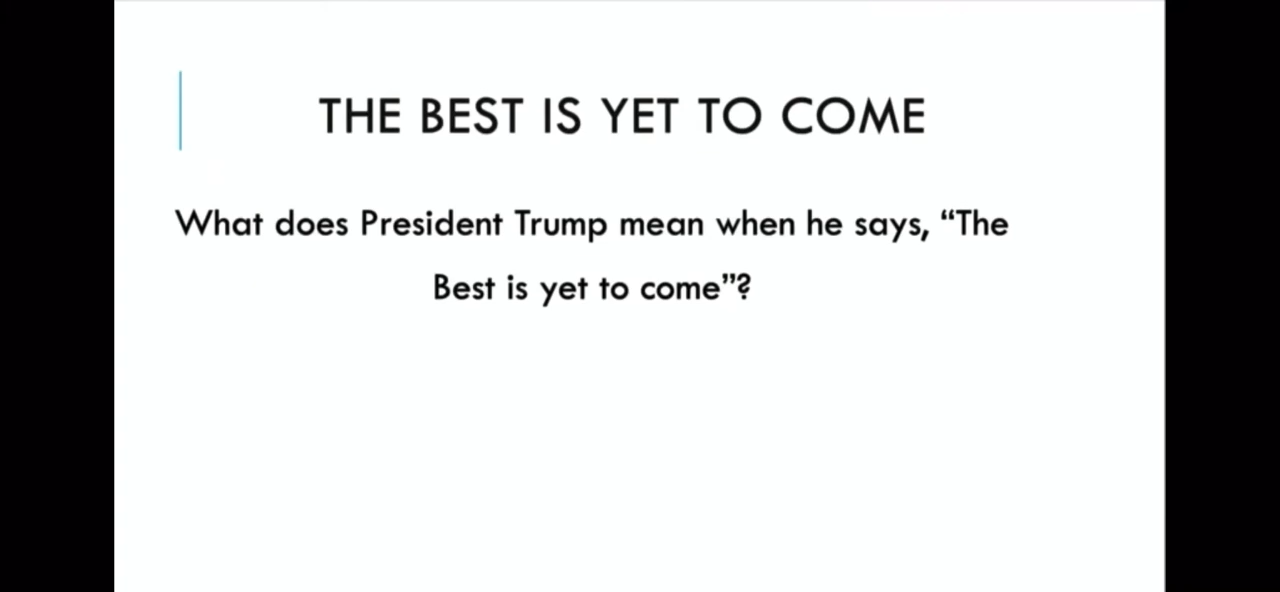 THE BEST IS YET TO COME
What does President Trump mean when he says, “The
Best is yet to come”?